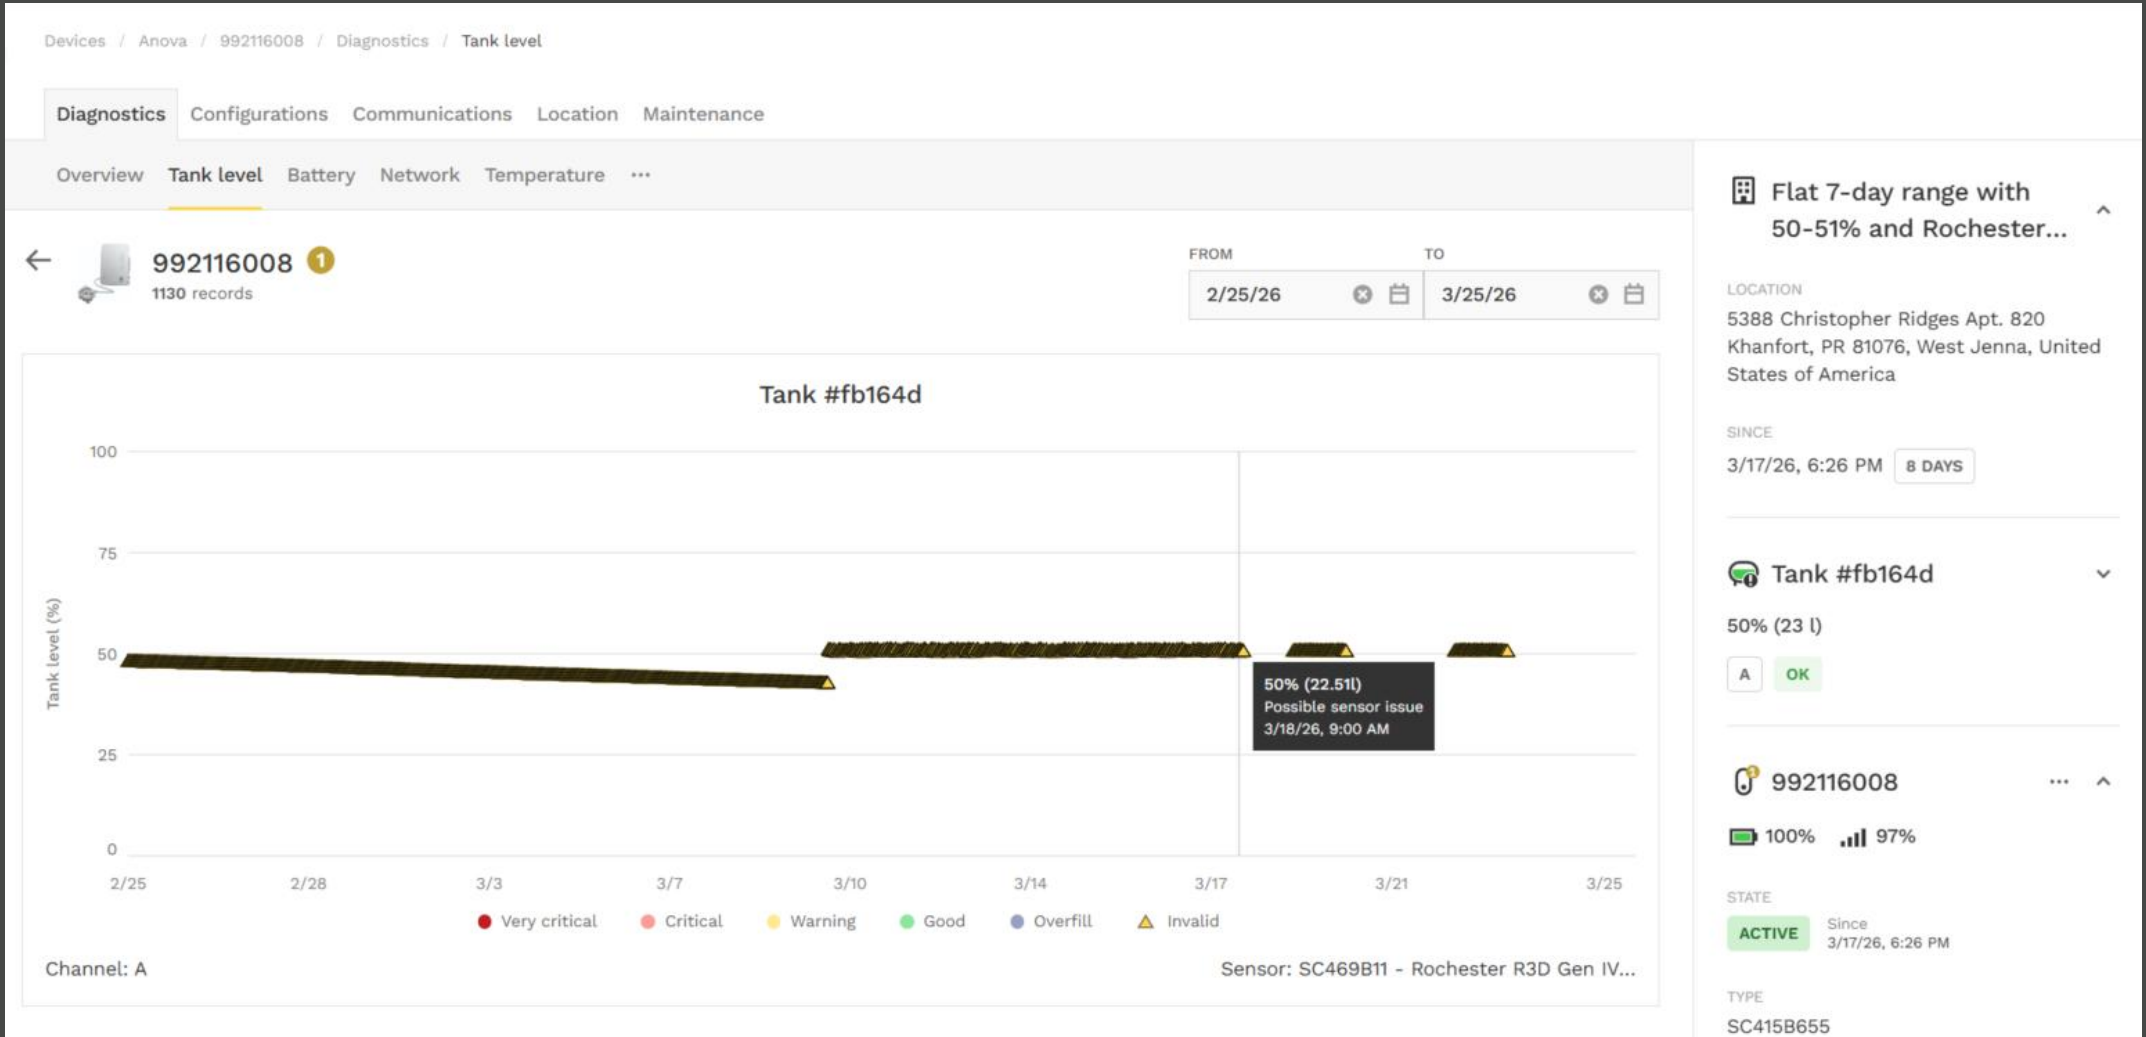 Devices / Anova / 992116008 / Diagnostics / Tank level
Diagnostics Configurations Communications Location Maintenance
Overview Tank level Battery Network Temperature ...
992116008 1
1130 records
FROM
2/25/26
TO
3/25/26
Tank #fb164d
Tank level (%)
100
75
50
25
0
50% (22.51l)
Possible sensor issue
3/18/26, 9:00 AM
2/25 2/28 3/3 3/7 3/10 3/14 3/17 3/21 3/25
Very critical Critical Warning Good Overfill Invalid
Channel: A
Sensor: SC469B11 - Rochester R3D Gen IV...
Flat 7-day range with
50-51% and Rochester...
LOCATION
5388 Christopher Ridges Apt. 820
Khanfort, PR 81076, West Jenna, United
States of America
SINCE
3/17/26, 6:26 PM 8 DAYS
Tank #fb164d
50% (23 l)
A OK
1
992116008 ...
100% 97%
STATE
ACTIVE
Since
3/17/26, 6:26 PM
TYPE
SC415B655